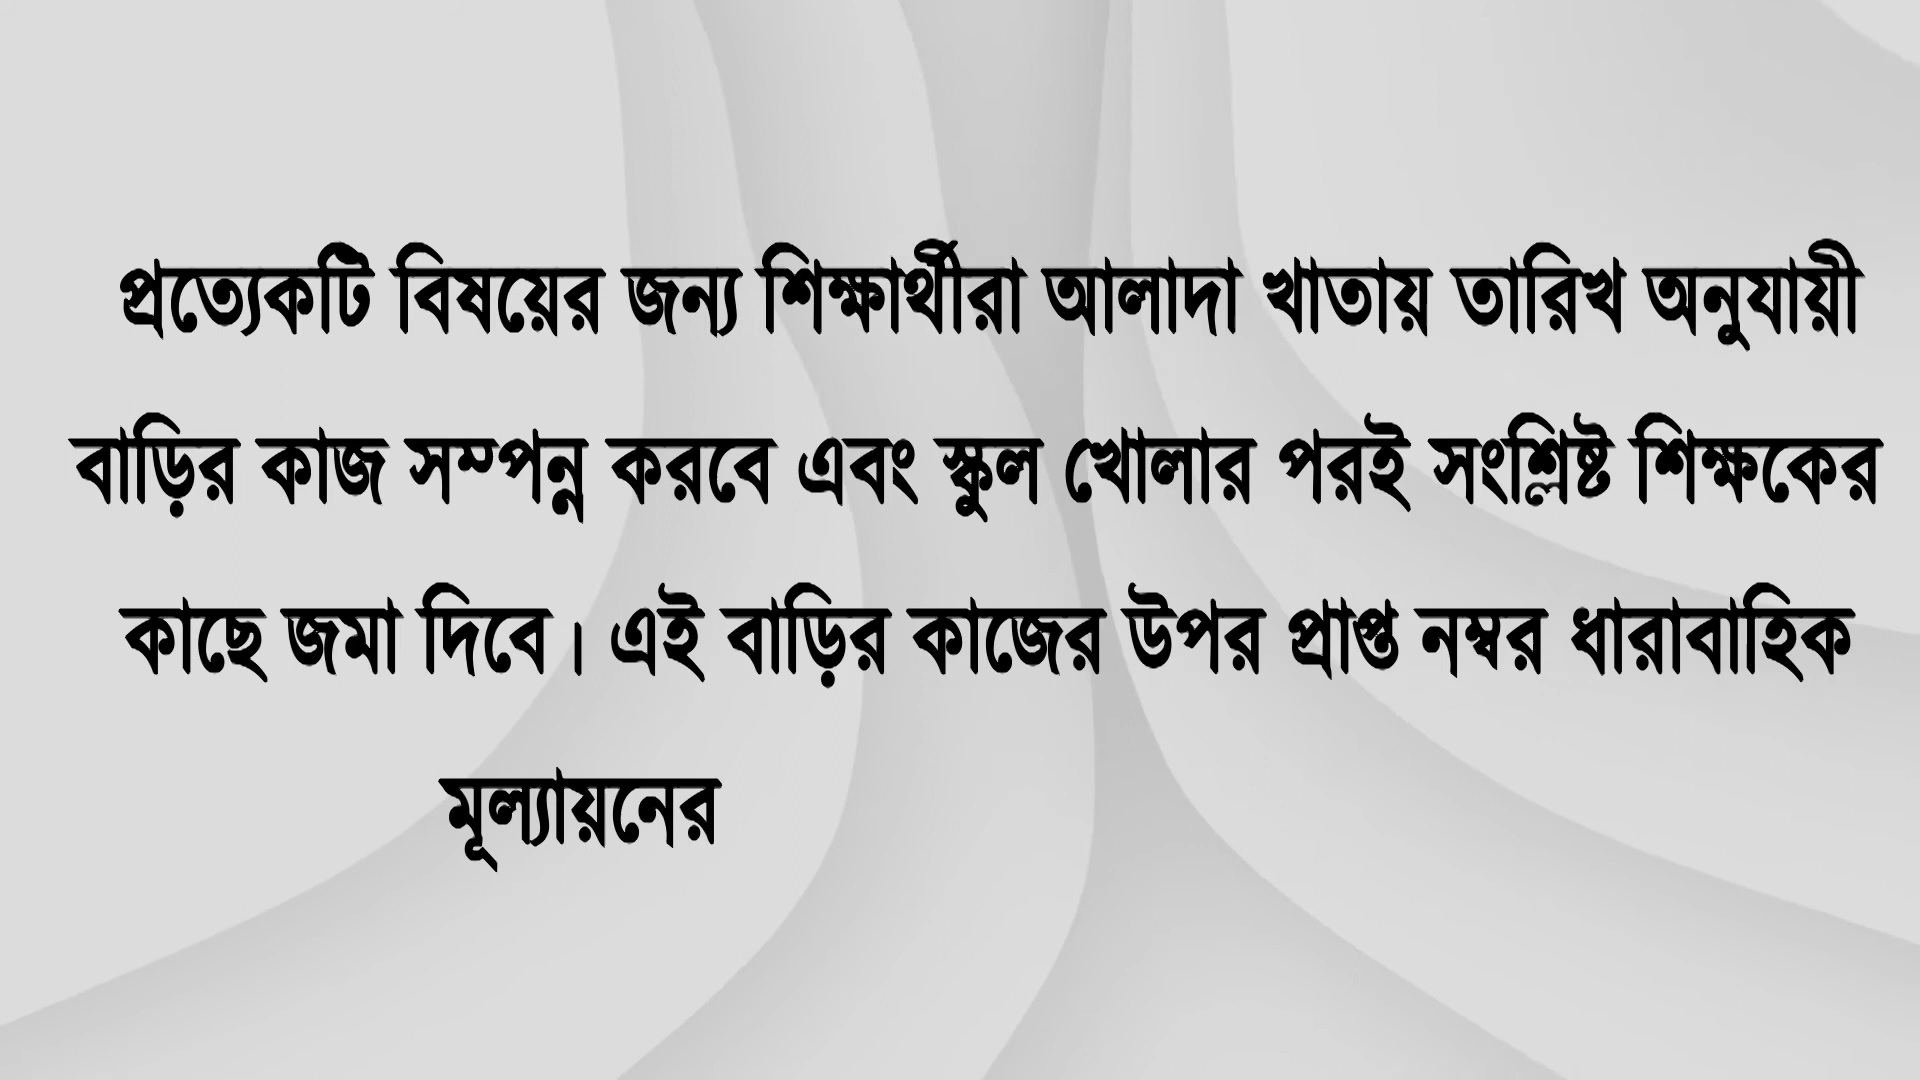 প্রত্যেকটি বিষয়ের জন্য শিক্ষার্থীরা আলাদা খাতায় তারিখ অনুযায়ী
বাড়ির কাজ সম্পন্ন করবে এবং স্কুল খোলার পরই সংশ্লিষ্ট শিক্ষকের
কাছে জমা দিবে। এই বাড়ির কাজের উপর প্রাপ্ত নম্বর ধারাবাহিক
মূল্যায়নের